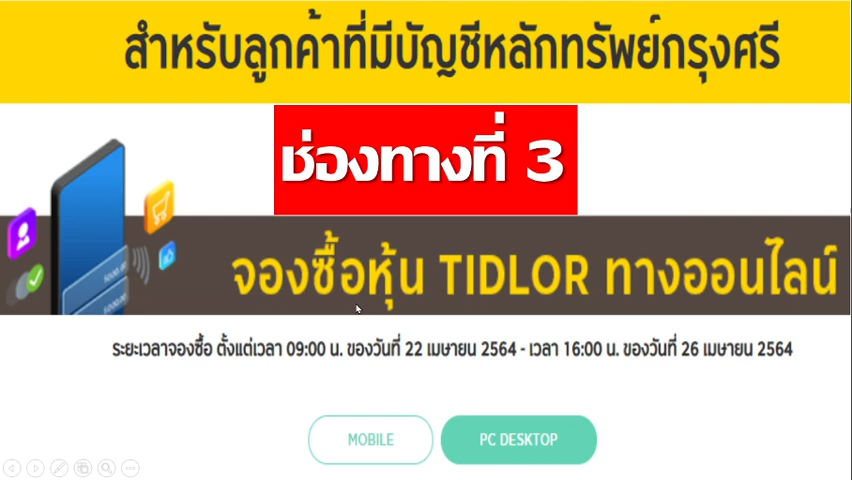 สำหรับลูกค้าที่มีบัญชีหลักทรัพย์กรุงศรี
ช่องทางที่ 3
จองซื้อหุ้น TIDLOR ทางออนไลน์
ระยะเวลาจองซื้อ ตั้งแต่เวลา 09:00 น. ของวันที่ 22 เมษายน 2564 - เวลา 16:00 น. ของวันที่ 26 เมษายน 2564
MOBILE
PC DESKTOP